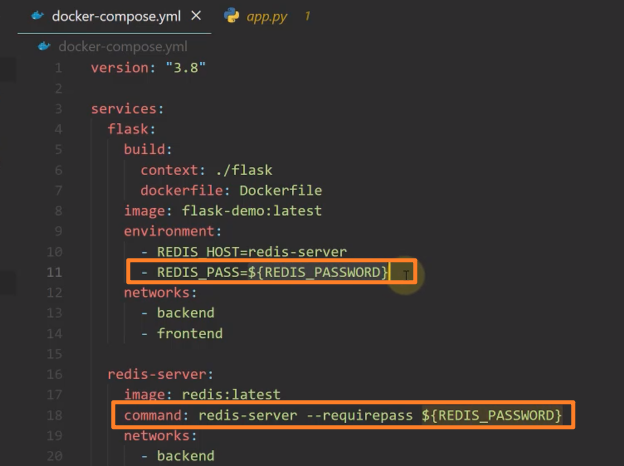 docker-compose.yml × app.py 1
docker-compose.yml
1 version: "3.8"
2
3 services:
4 flask:
5 build:
6 context: ./flask
7 dockerfile: Dockerfile
8 image: flask-demo:latest
9 environment:
10 - REDIS_HOST=redis-server
11 - REDIS_PASS=${REDIS_PASSWORD}
12 networks:
13 - backend
14 - frontend
15
16 redis-server:
17 image: redis:latest
18 command: redis-server --requirepass ${REDIS_PASSWORD}
19 networks:
20 - backend